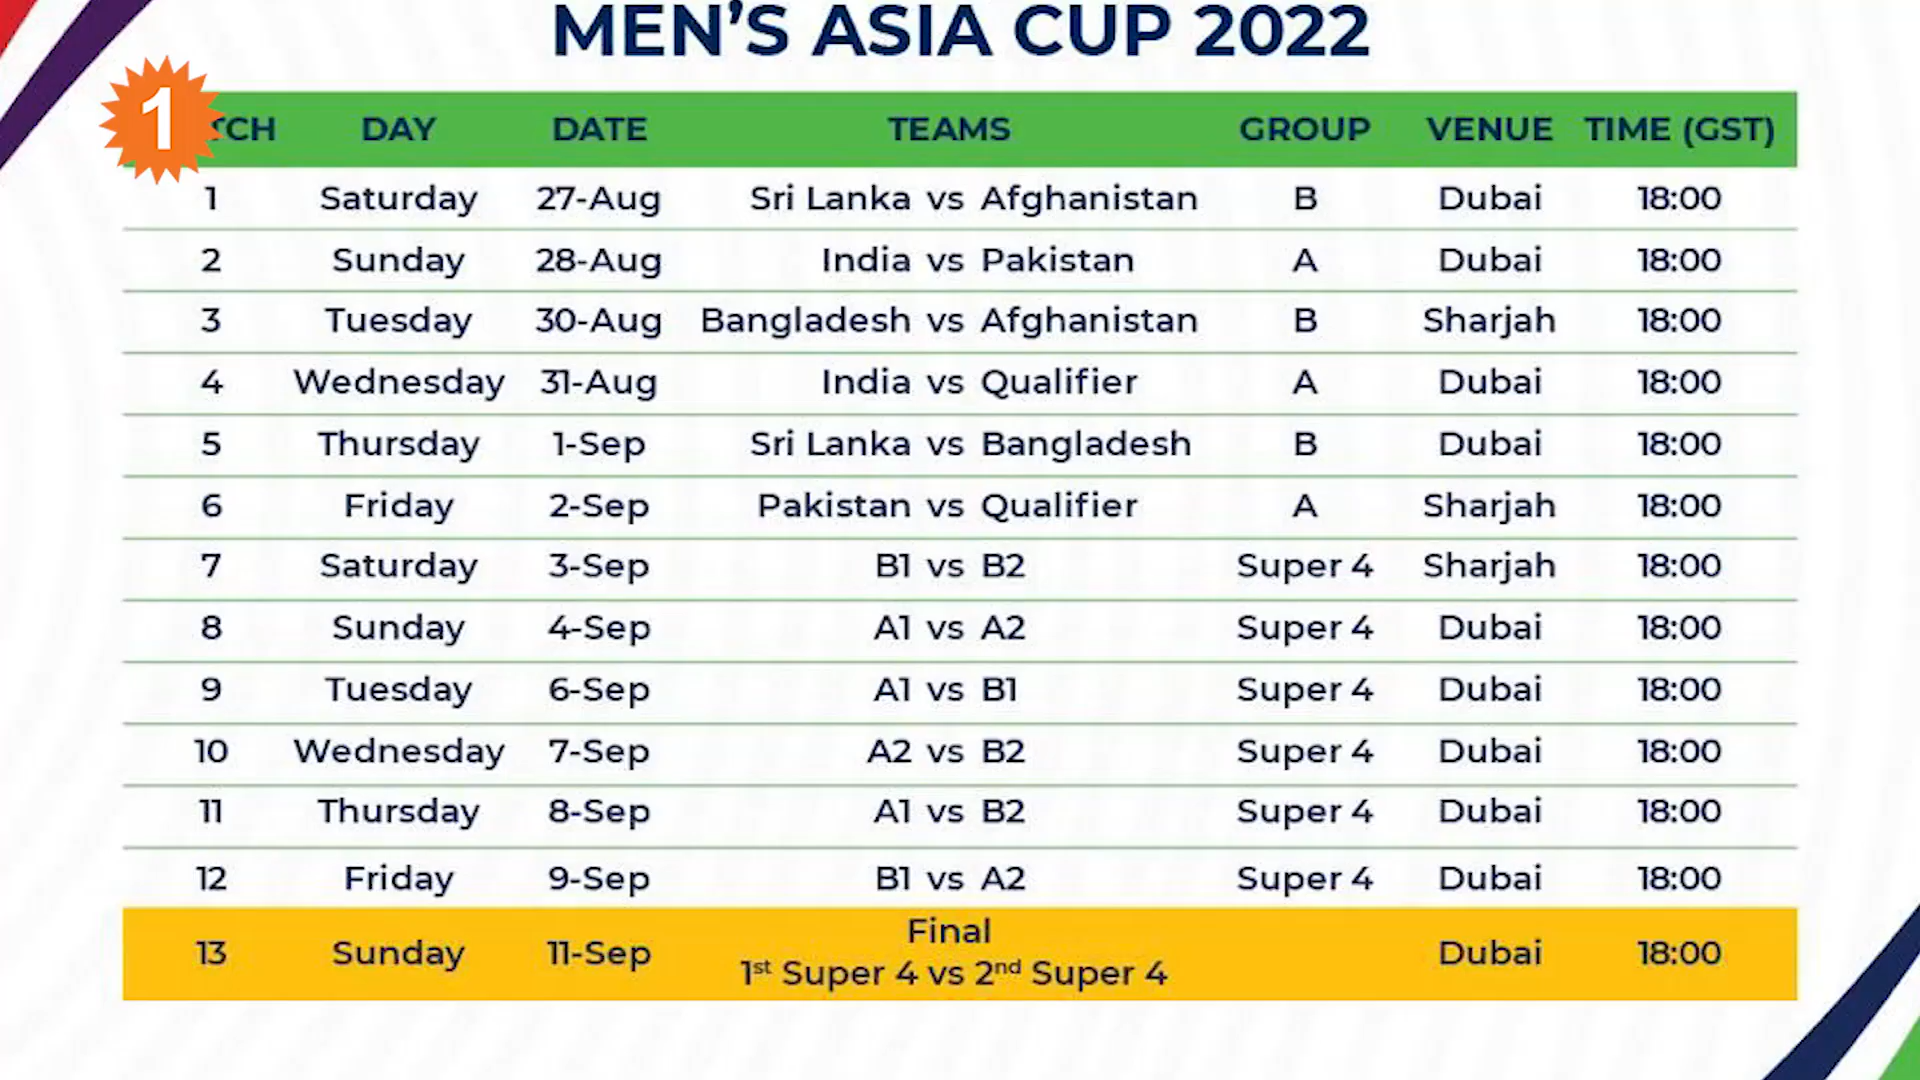 MEN'S ASIA CUP 2022
1
TCH DAY DATE TEAMS GROUP VENUE TIME (GST)
1 Saturday 27-Aug Sri Lanka vs Afghanistan B Dubai 18:00
2 Sunday 28-Aug India vs Pakistan A Dubai 18:00
3 Tuesday 30-Aug Bangladesh vs Afghanistan B Sharjah 18:00
4 Wednesday 31-Aug India vs Qualifier A Dubai 18:00
5 Thursday 1-Sep Sri Lanka vs Bangladesh B Dubai 18:00
6 Friday 2-Sep Pakistan vs Qualifier A Sharjah 18:00
7 Saturday 3-Sep B1 vs B2 Super 4 Sharjah 18:00
8 Sunday 4-Sep A1 vs A2 Super 4 Dubai 18:00
9 Tuesday 6-Sep A1 vs B1 Super 4 Dubai 18:00
10 Wednesday 7-Sep A2 vs B2 Super 4 Dubai 18:00
11 Thursday 8-Sep A1 vs B2 Super 4 Dubai 18:00
12 Friday 9-Sep B1 vs A2 Super 4 Dubai 18:00
Final
13 Sunday 11-Sep 1st Super 4 vs 2nd Super 4 Dubai 18:00